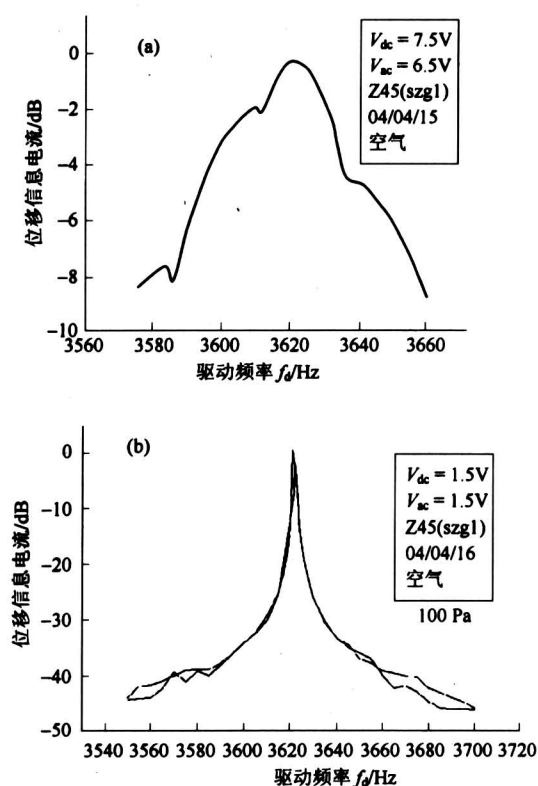 (a)
V_dc = 7.5V
V_ac = 6.5V
Z45(szg1)
04/04/15
空气
位移信息电流/dB
0
−2
−4
−6
−8
−10
3560 3580 3600 3620 3640 3660
驱动频率 f_d/Hz
(b)
V_dc = 1.5V
V_ac = 1.5V
Z45(szg1)
04/04/16
空气
100 Pa
位移信息电流/dB
0
−10
−20
−30
−40
−50
3540 3560 3580 3600 3620 3640 3660 3680 3700 3720
驱动频率 f_d/Hz